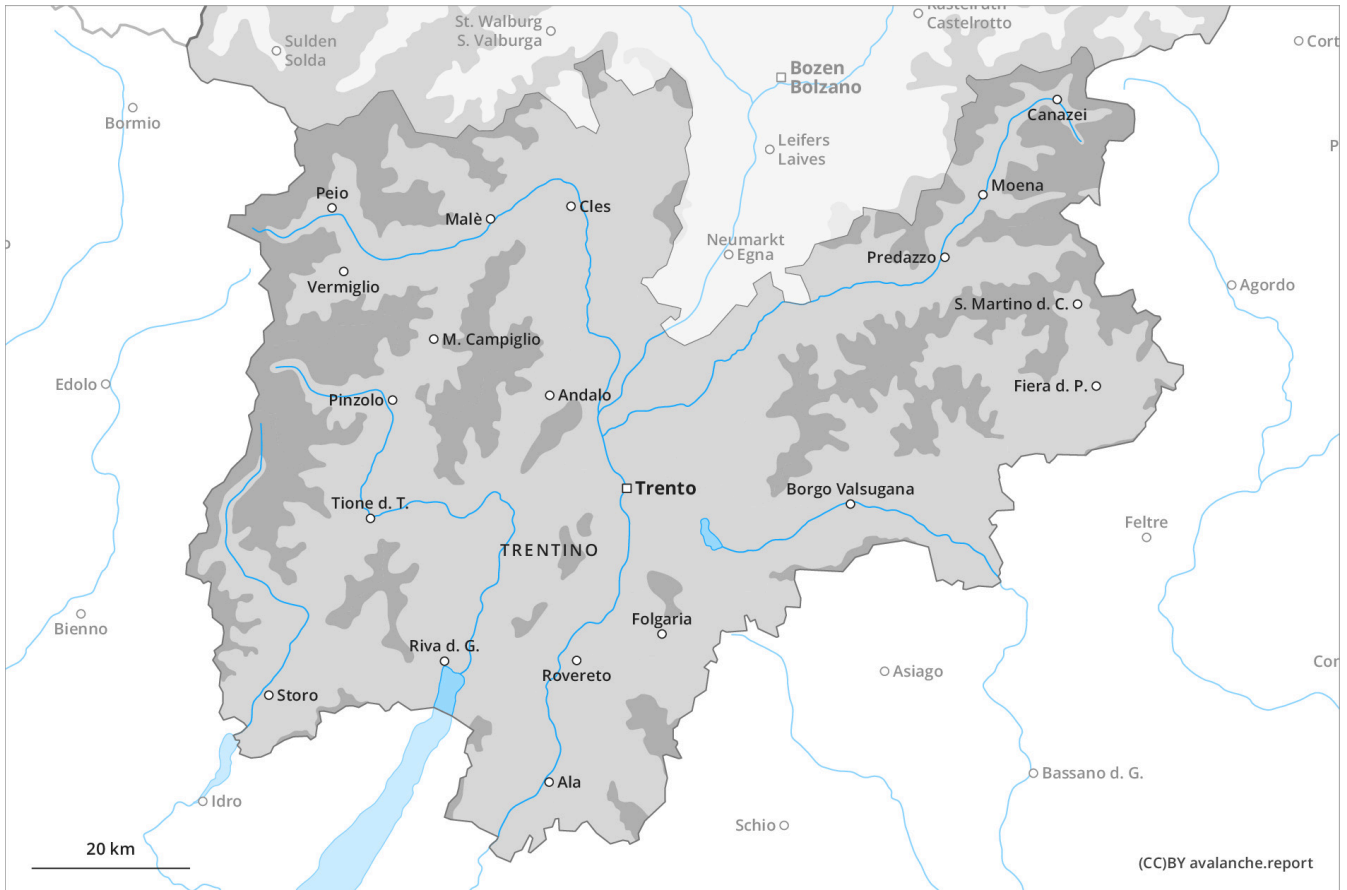 Kastelruth
Castelrotto
St. Walburg
S. Valburga
Sulden
Solda
Cort
Bozen
Bolzano
Bormio
Canazei
Leifers
Laives
P
Moena
Peio
Malè
Cles
Neumarkt
Egna
Predazzo
Vermiglio
Agordo
S. Martino d. C.
M. Campiglio
Edolo
Pinzolo
Andalo
Fiera d. P.
Trento
Borgo Valsugana
Tione d. T.
Feltre
TRENTINO
Bienno
Folgaria
Riva d. G.
Rovereto
Asiago
Cor
Storo
Ala
Bassano d. G.
Idro
Schio
20 km
(CC)BY avalanche.report